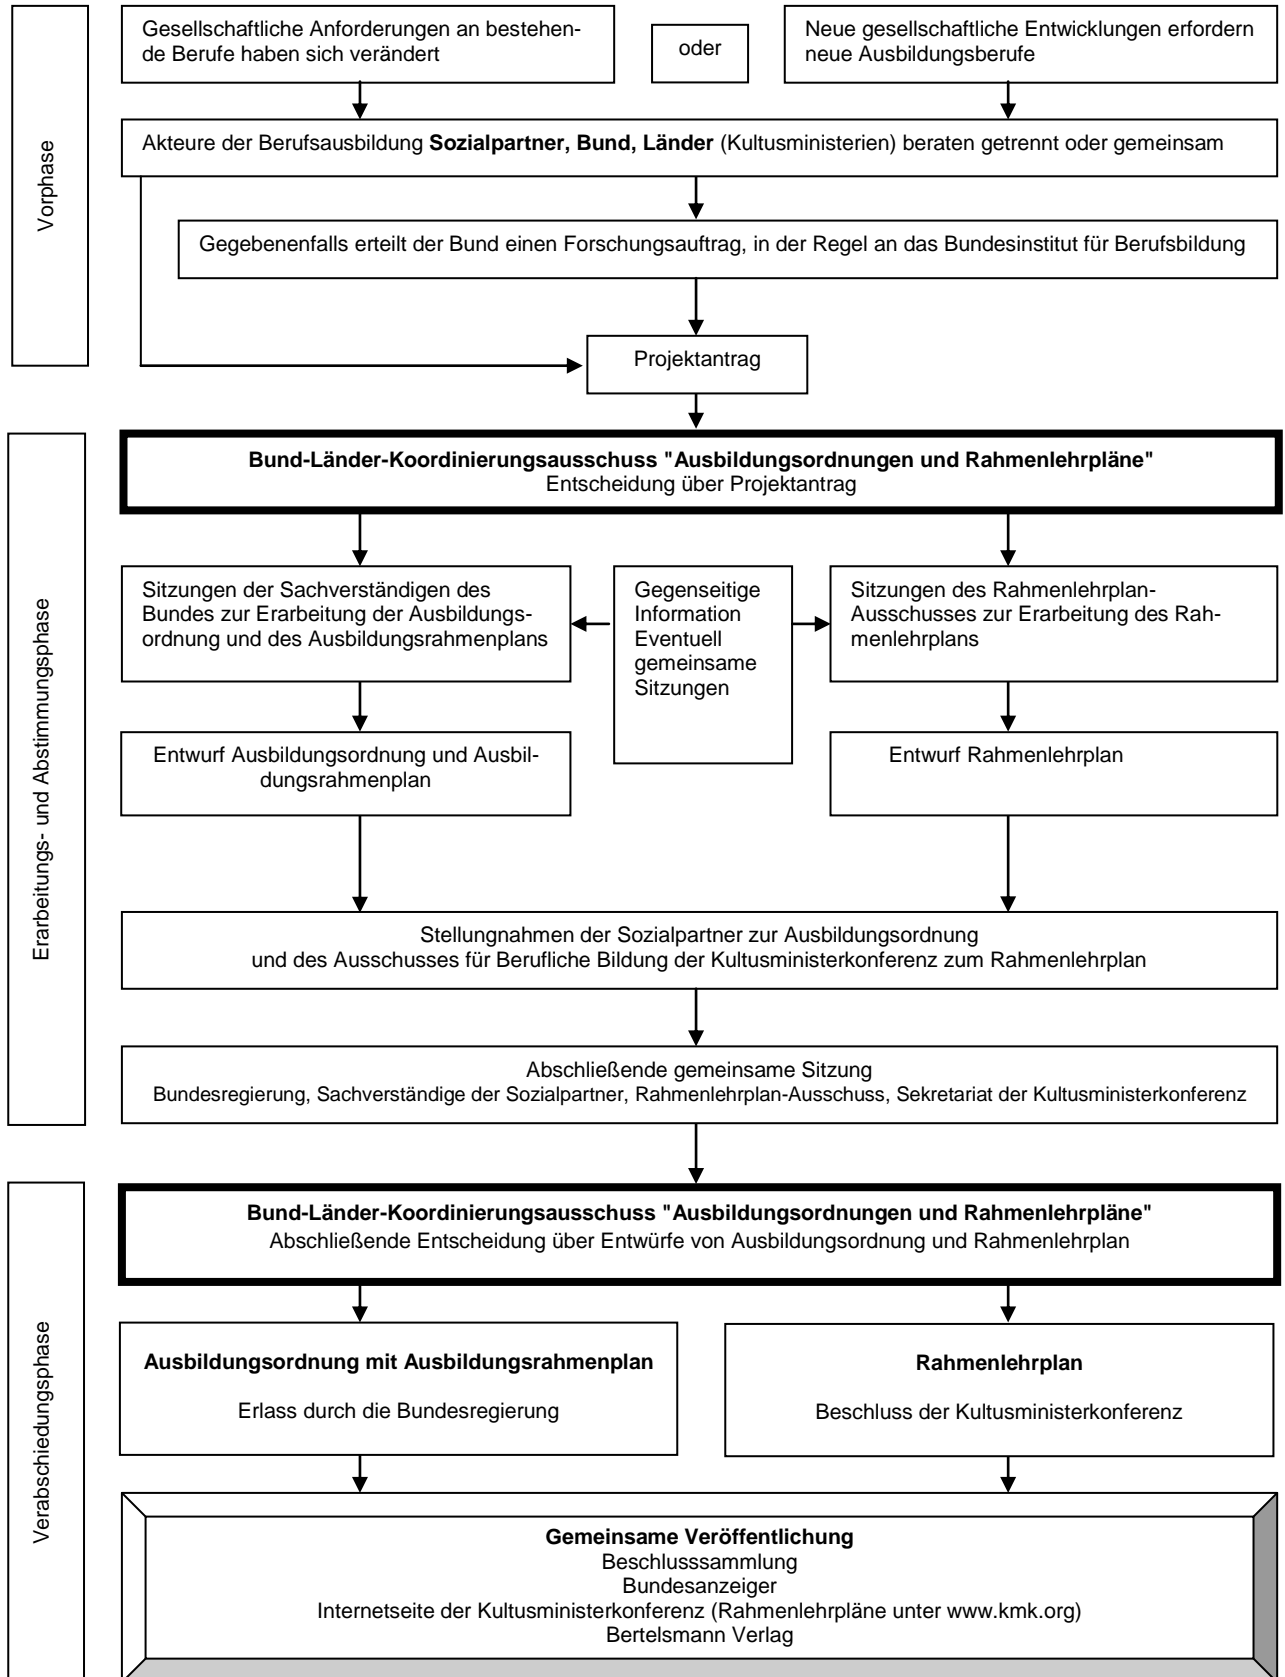 Vorphase
Gesellschaftliche Anforderungen an bestehen-
de Berufe haben sich verändert
oder
Neue gesellschaftliche Entwicklungen erfordern
neue Ausbildungsberufe
Akteure der Berufsausbildung Sozialpartner, Bund, Länder (Kultusministerien) beraten getrennt oder gemeinsam
Gegebenenfalls erteilt der Bund einen Forschungsauftrag, in der Regel an das Bundesinstitut für Berufsbildung
Projektantrag
Erarbeitungs- und Abstimmungsphase
Bund-Länder-Koordinierungsausschuss "Ausbildungsordnungen und Rahmenlehrpläne"
Entscheidung über Projektantrag
Sitzungen der Sachverständigen des
Bundes zur Erarbeitung der Ausbildungs-
ordnung und des Ausbildungsrahmenplans
Gegenseitige
Information
Eventuell
gemeinsame
Sitzungen
Sitzungen des Rahmenlehrplan-
Ausschusses zur Erarbeitung des Rah-
menlehrplans
Entwurf Ausbildungsordnung und Ausbil-
dungsrahmenplan
Entwurf Rahmenlehrplan
Stellungnahmen der Sozialpartner zur Ausbildungsordnung
und des Ausschusses für Berufliche Bildung der Kultusministerkonferenz zum Rahmenlehrplan
Abschließende gemeinsame Sitzung
Bundesregierung, Sachverständige der Sozialpartner, Rahmenlehrplan-Ausschuss, Sekretariat der Kultusministerkonferenz
Verabschiedungsphase
Bund-Länder-Koordinierungsausschuss "Ausbildungsordnungen und Rahmenlehrpläne"
Abschließende Entscheidung über Entwürfe von Ausbildungsordnung und Rahmenlehrplan
Ausbildungsordnung mit Ausbildungsrahmenplan
Erlass durch die Bundesregierung
Rahmenlehrplan
Beschluss der Kultusministerkonferenz
Gemeinsame Veröffentlichung
Beschlusssammlung
Bundesanzeiger
Internetseite der Kultusministerkonferenz (Rahmenlehrpläne unter www.kmk.org)
Bertelsmann Verlag